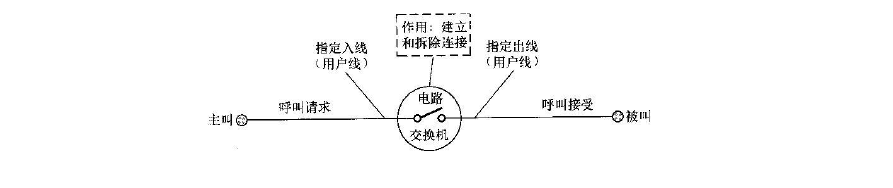 作用：建立
和拆除连接
指定入线
（用户线）
指定出线
（用户线）
呼叫请求
电路
呼叫接受
主叫
交换机
被叫